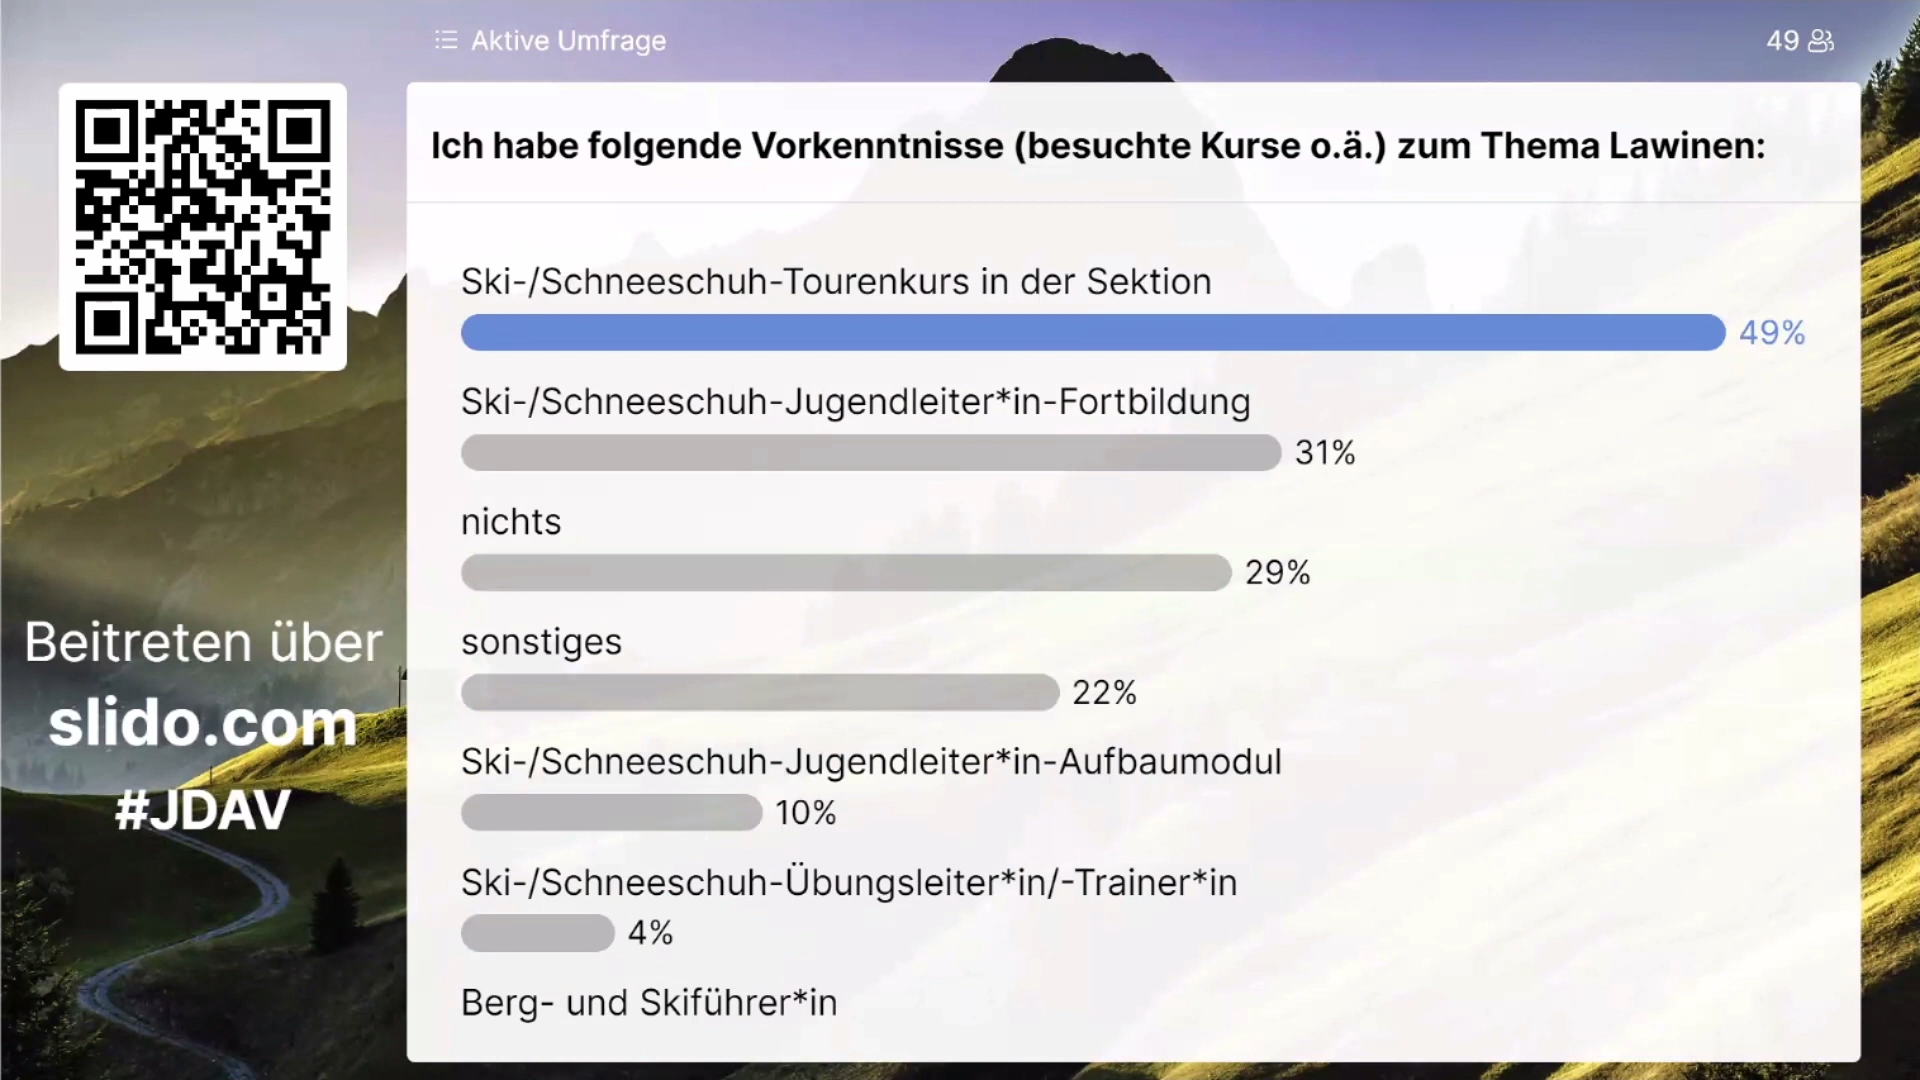 Aktive Umfrage
49
Ich habe folgende Vorkenntnisse (besuchte Kurse o.ä.) zum Thema Lawinen:
Ski-/Schneeschuh-Tourenkurs in der Sektion
49%
Ski-/Schneeschuh-Jugendleiter*in-Fortbildung
31%
nichts
29%
sonstiges
22%
Ski-/Schneeschuh-Jugendleiter*in-Aufbaumodul
10%
Ski-/Schneeschuh-Übungsleiter*in/-Trainer*in
4%
Berg- und Skiführer*in
Beitreten über
slido.com
#JDAV